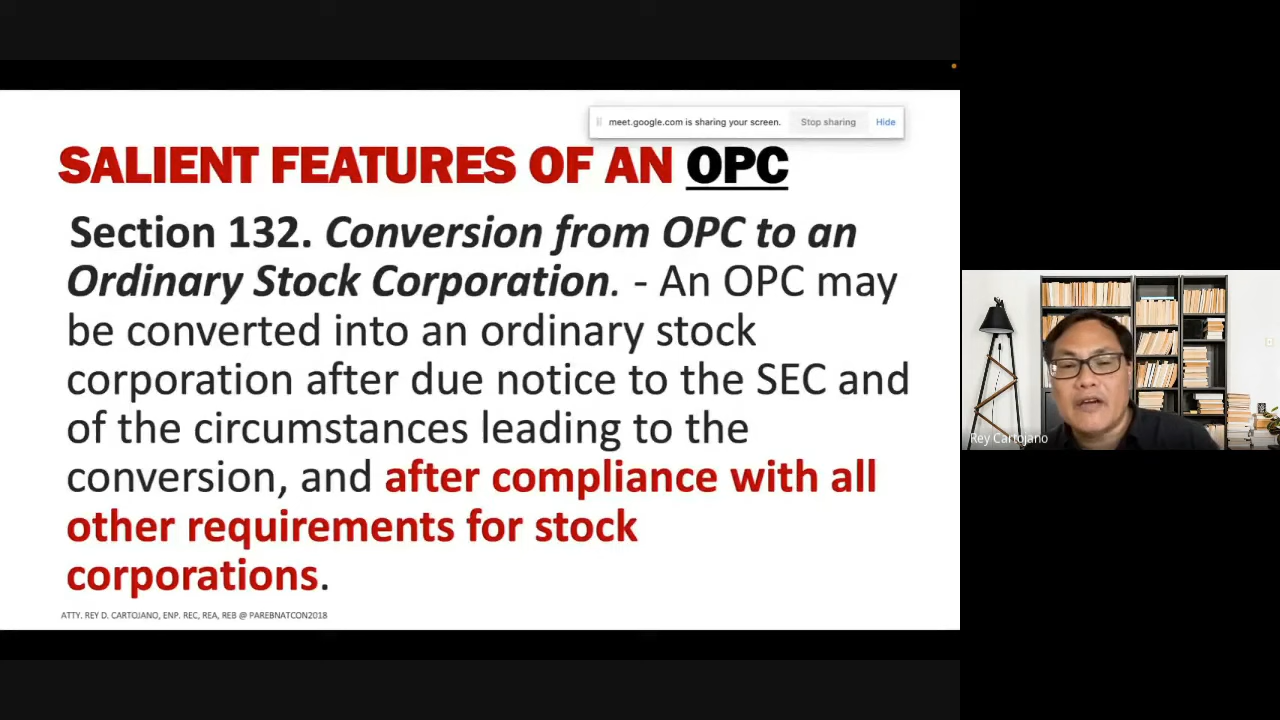 meet.google.com is sharing your screen. Stop sharing Hide
SALIENT FEATURES OF AN OPC
Section 132. Conversion from OPC to an
Ordinary Stock Corporation. - An OPC may
be converted into an ordinary stock
corporation after due notice to the SEC and
of the circumstances leading to the
conversion, and after compliance with all
other requirements for stock
corporations.
ATTY. REY D. CARTOJANO, ENP. REC, REA, REB @ PAREBNATCON2018
Rey Cartojano